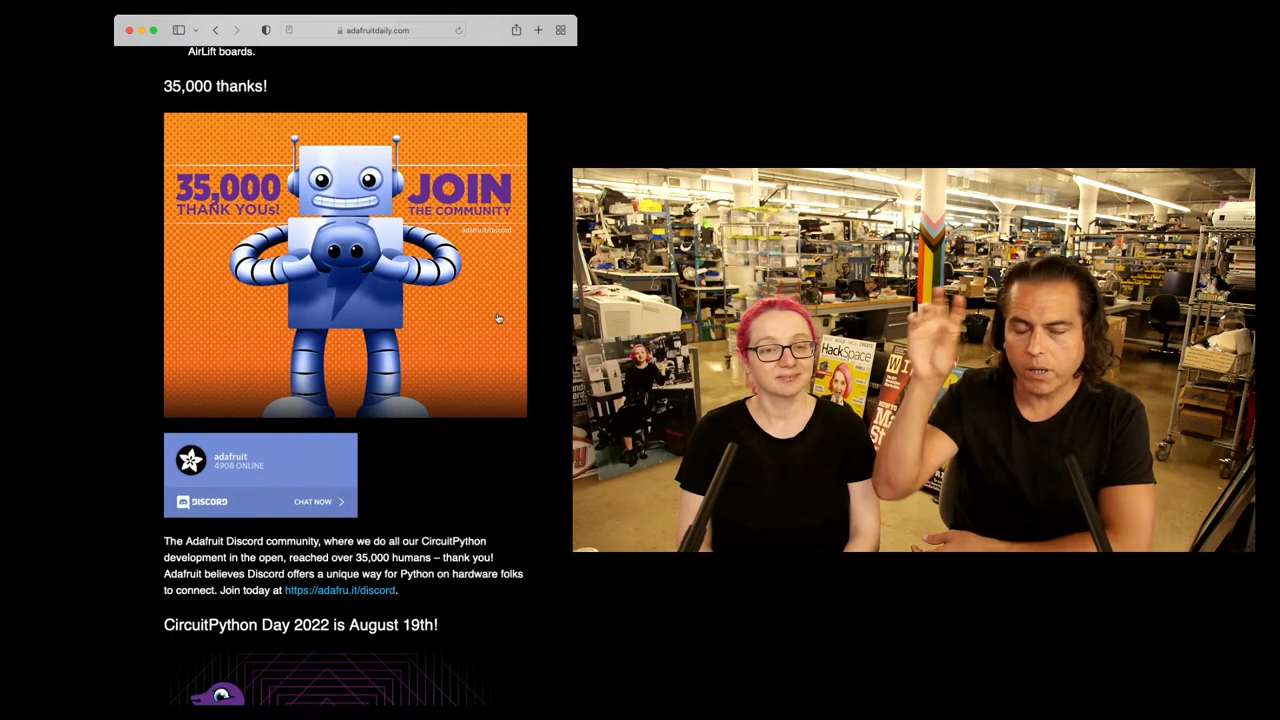 adafruitdaily.com
AirLift boards.
35,000 thanks!
35,000
THANK YOUs!
JOIN
THE COMMUNITY
adafru.it/discord
adafruit
4908 ONLINE
DISCORD
CHAT NOW
The Adafruit Discord community, where we do all our CircuitPython
development in the open, reached over 35,000 humans – thank you!
Adafruit believes Discord offers a unique way for Python on hardware folks
to connect. Join today at https://adafru.it/discord.
CircuitPython Day 2022 is August 19th!
HackSpace